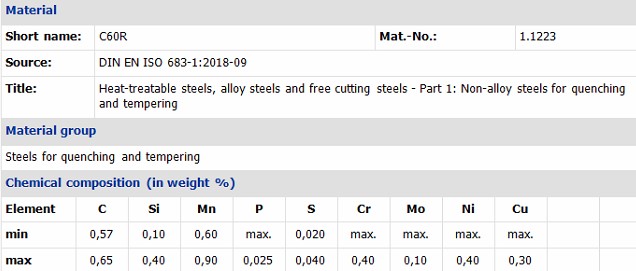 Material
Short name: C60R Mat.-No.: 1.1223
Source: DIN EN ISO 683-1:2018-09
Title: Heat-treatable steels, alloy steels and free cutting steels - Part 1: Non-alloy steels for quenching
and tempering
Material group
Steels for quenching and tempering
Chemical composition (in weight %)
Element C Si Mn P S Cr Mo Ni Cu
min 0,57 0,10 0,60 max. 0,020 max. max. max. max.
max 0,65 0,40 0,90 0,025 0,040 0,40 0,10 0,40 0,30